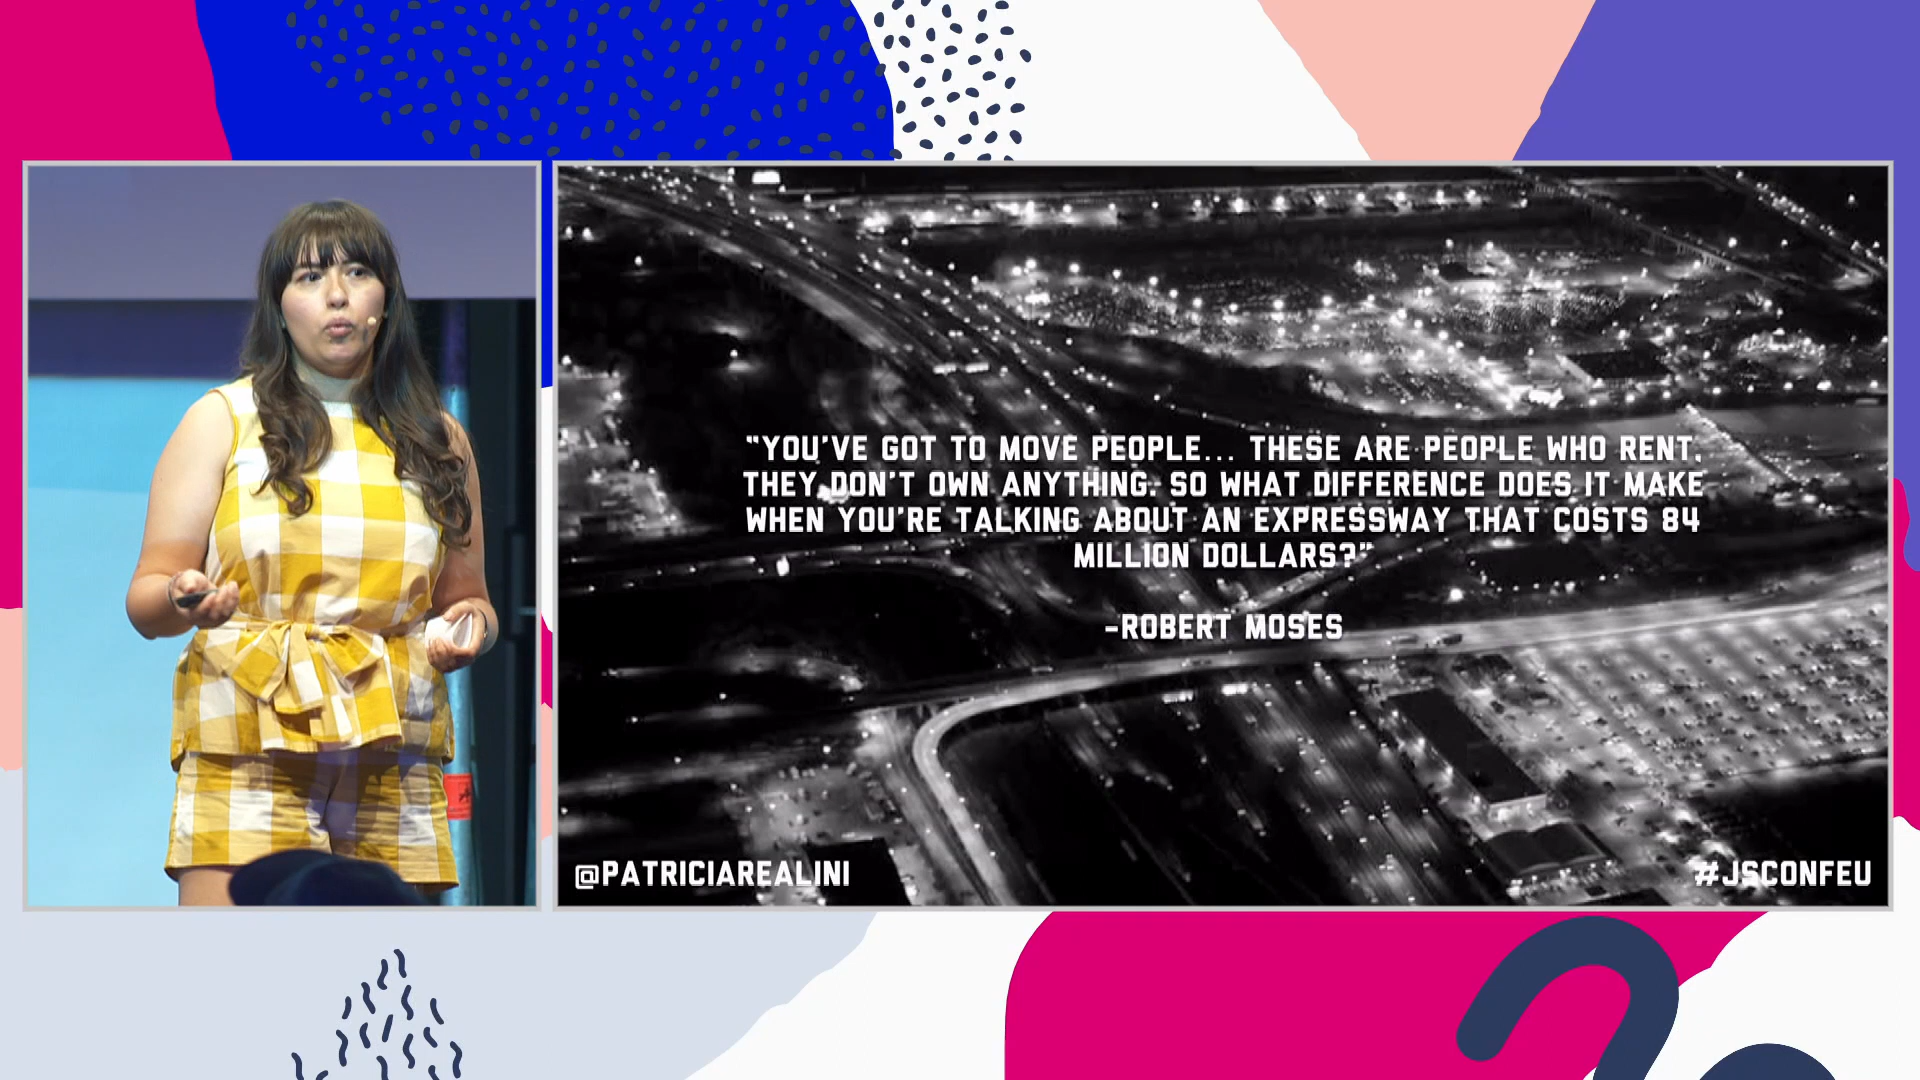 "YOU'VE GOT TO MOVE PEOPLE... THESE ARE PEOPLE WHO RENT,
THEY DON'T OWN ANYTHING. SO WHAT DIFFERENCE DOES IT MAKE
WHEN YOU'RE TALKING ABOUT AN EXPRESSWAY THAT COSTS 84
MILLION DOLLARS?"
-ROBERT MOSES
@PATRICIAREALINI
#JSCONFEU